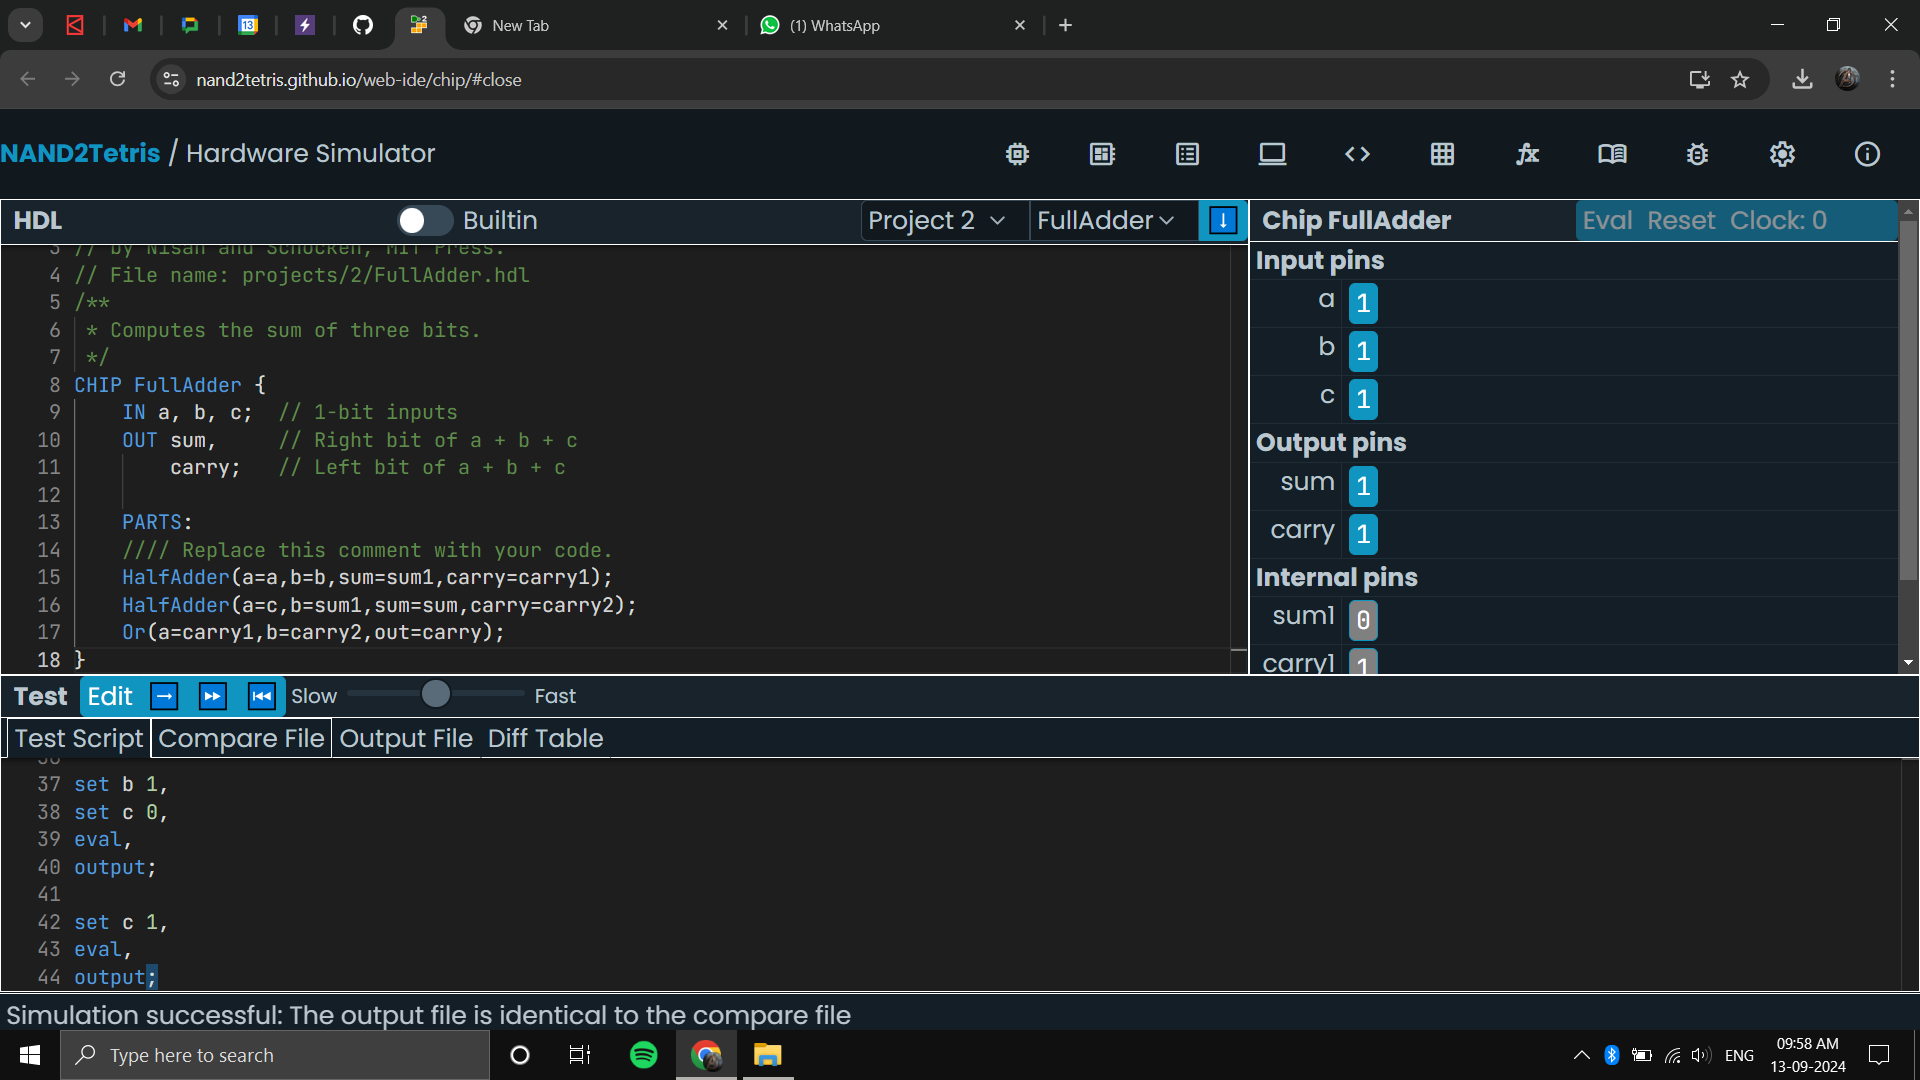 New Tab
(1) WhatsApp
nand2tetris.github.io/web-ide/chip/#close
NAND2Tetris / Hardware Simulator
HDL
Builtin
Project 2
FullAdder
3 // by Nisan and Schocken, MIT Press.
4 // File name: projects/2/FullAdder.hdl
5 /**
6 * Computes the sum of three bits.
7 */
8 CHIP FullAdder {
9 IN a, b, c; // 1-bit inputs
10 OUT sum, // Right bit of a + b + c
11 carry; // Left bit of a + b + c
12
13 PARTS:
14 //// Replace this comment with your code.
15 HalfAdder(a=a,b=b,sum=sum1,carry=carry1);
16 HalfAdder(a=c,b=sum1,sum=sum,carry=carry2);
17 Or(a=carry1,b=carry2,out=carry);
18 }
Chip FullAdder
Eval Reset Clock: 0
Input pins
a 1
b 1
c 1
Output pins
sum 1
carry 1
Internal pins
sum1 0
carry1 1
Test Edit
Slow
Fast
Test Script
Compare File
Output File
Diff Table
36
37 set b 1,
38 set c 0,
39 eval,
40 output;
41
42 set c 1,
43 eval,
44 output;
Simulation successful: The output file is identical to the compare file
Type here to search
ENG
09:58 AM
13-09-2024